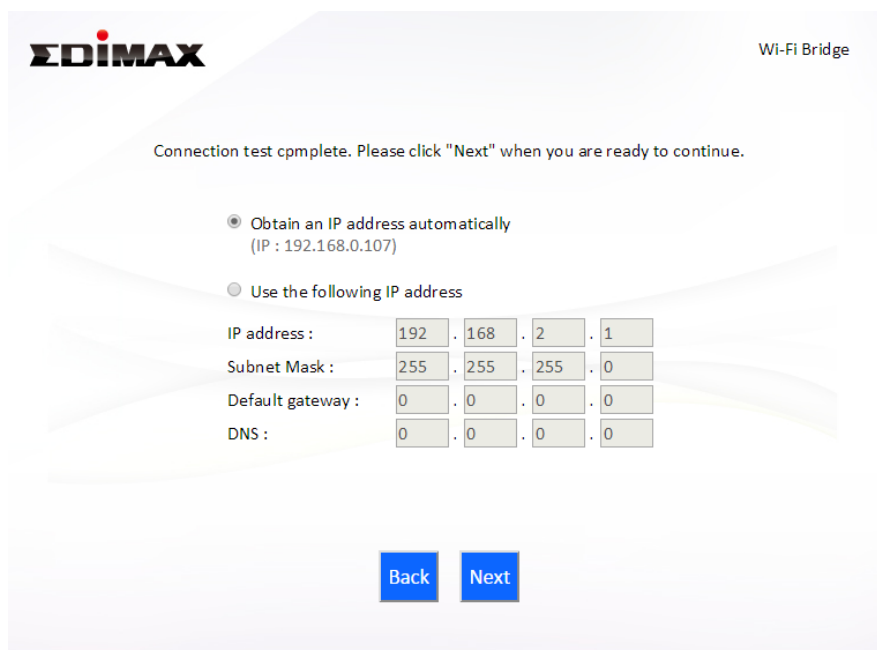 EDIMAX
Wi-Fi Bridge
Connection test cpmplete. Please click "Next" when you are ready to continue.
Obtain an IP address automatically
(IP : 192.168.0.107)
Use the following IP address
IP address : 192 . 168 . 2 . 1
Subnet Mask : 255 . 255 . 255 . 0
Default gateway : 0 . 0 . 0 . 0
DNS : 0 . 0 . 0 . 0
Back Next